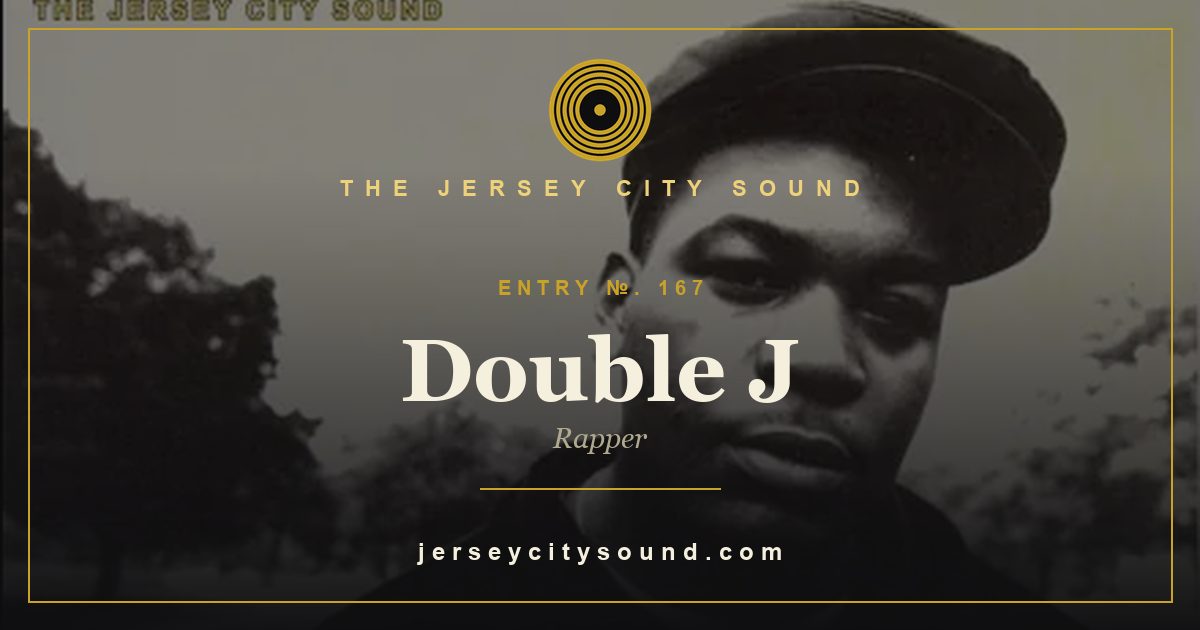 THE JERSEY CITY SOUND
THE JERSEY CITY SOUND
ENTRY №. 167
Double J
Rapper
jerseycitysound.com